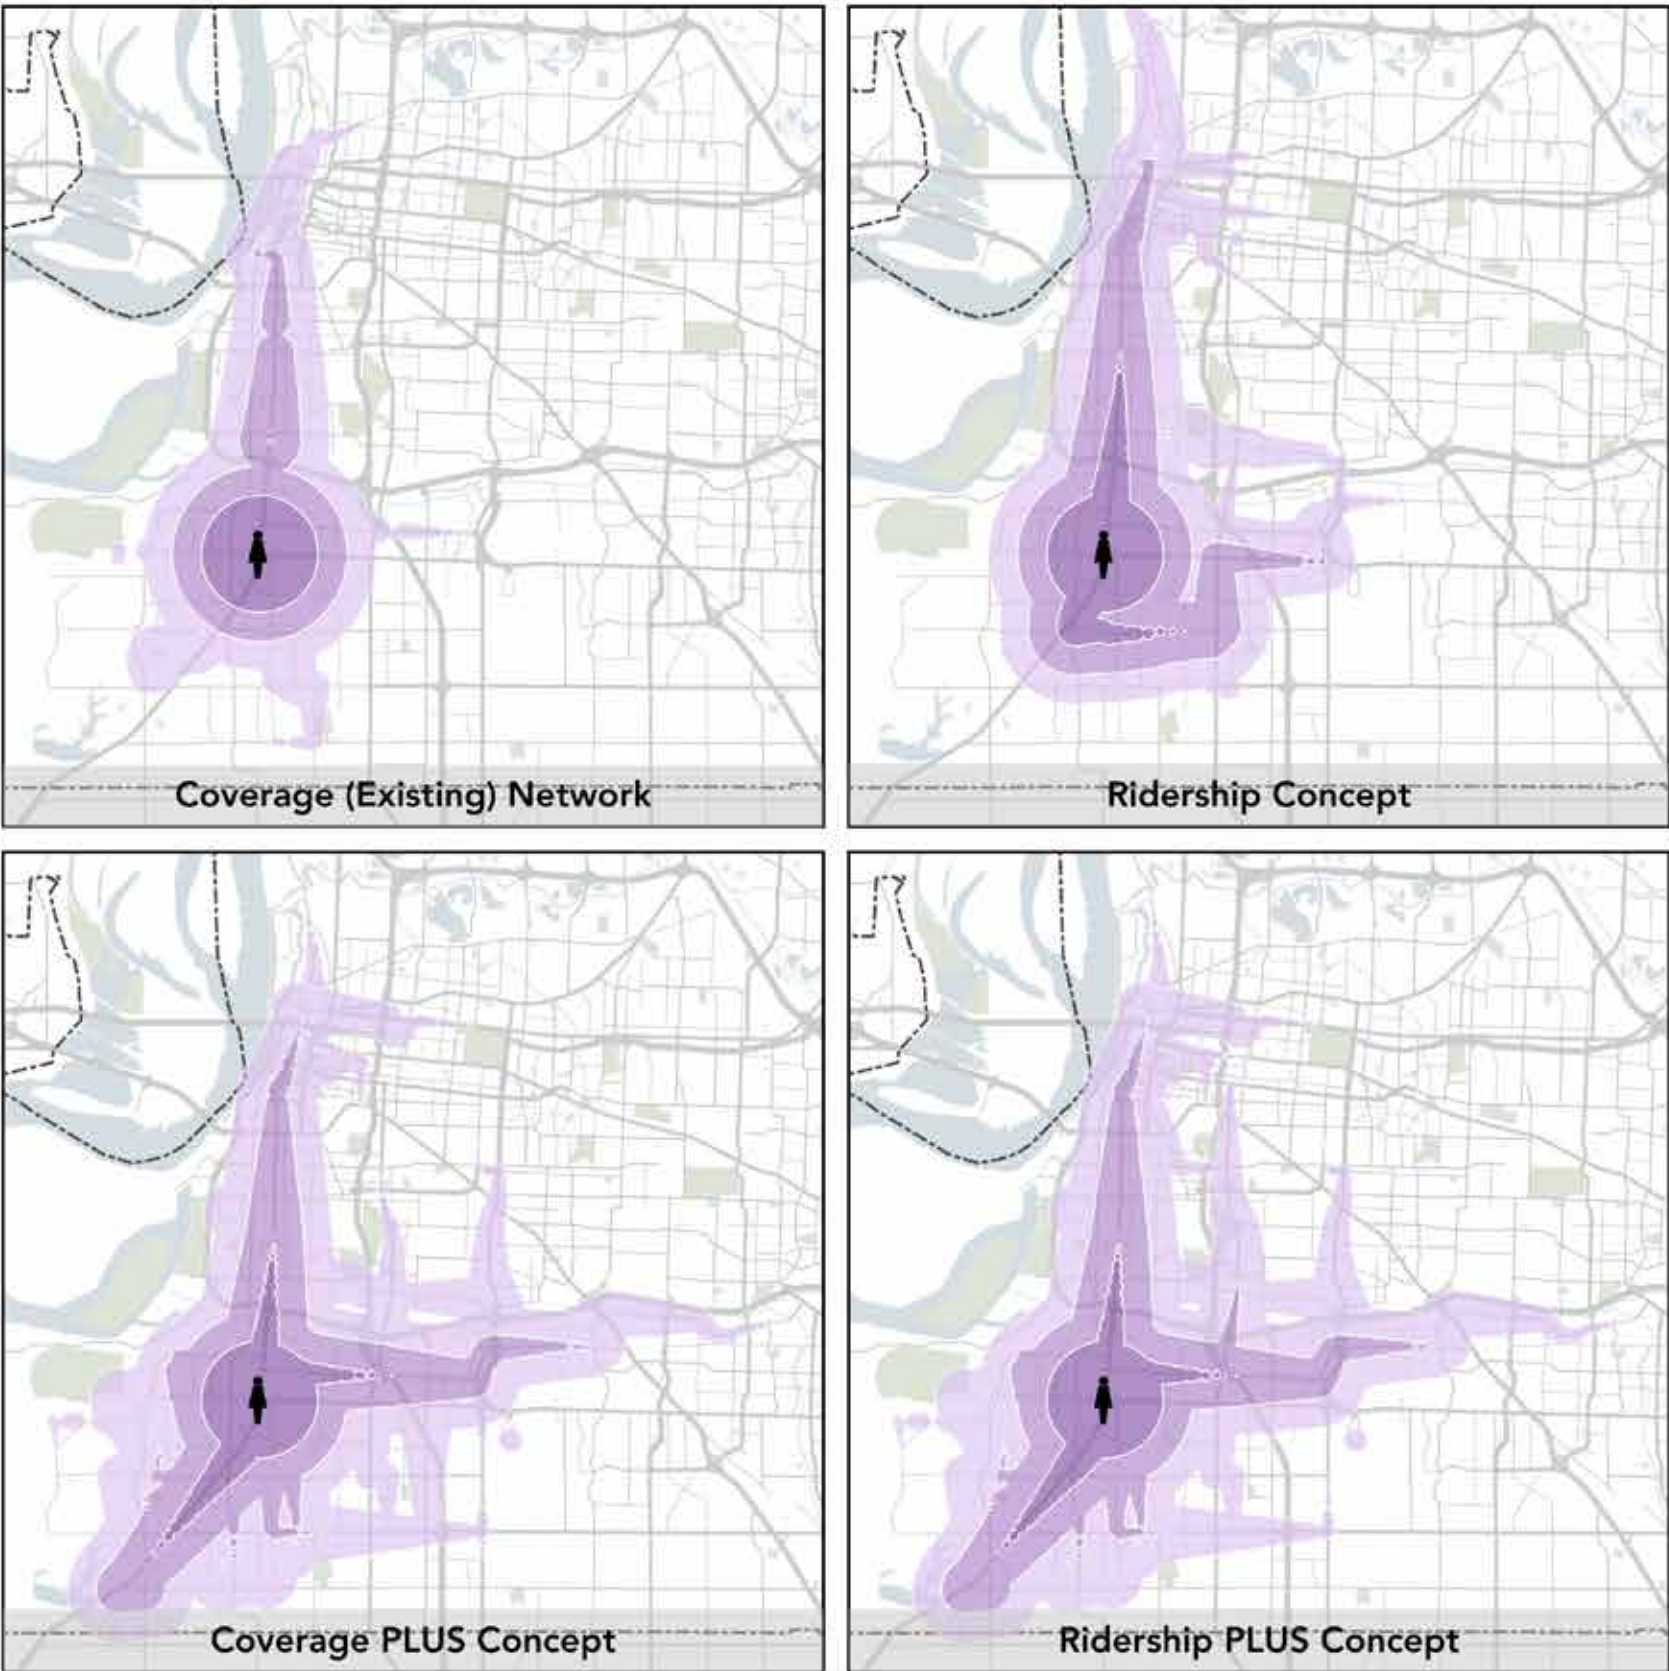 Coverage (Existing) Network
Ridership Concept
Coverage PLUS Concept
Ridership PLUS Concept